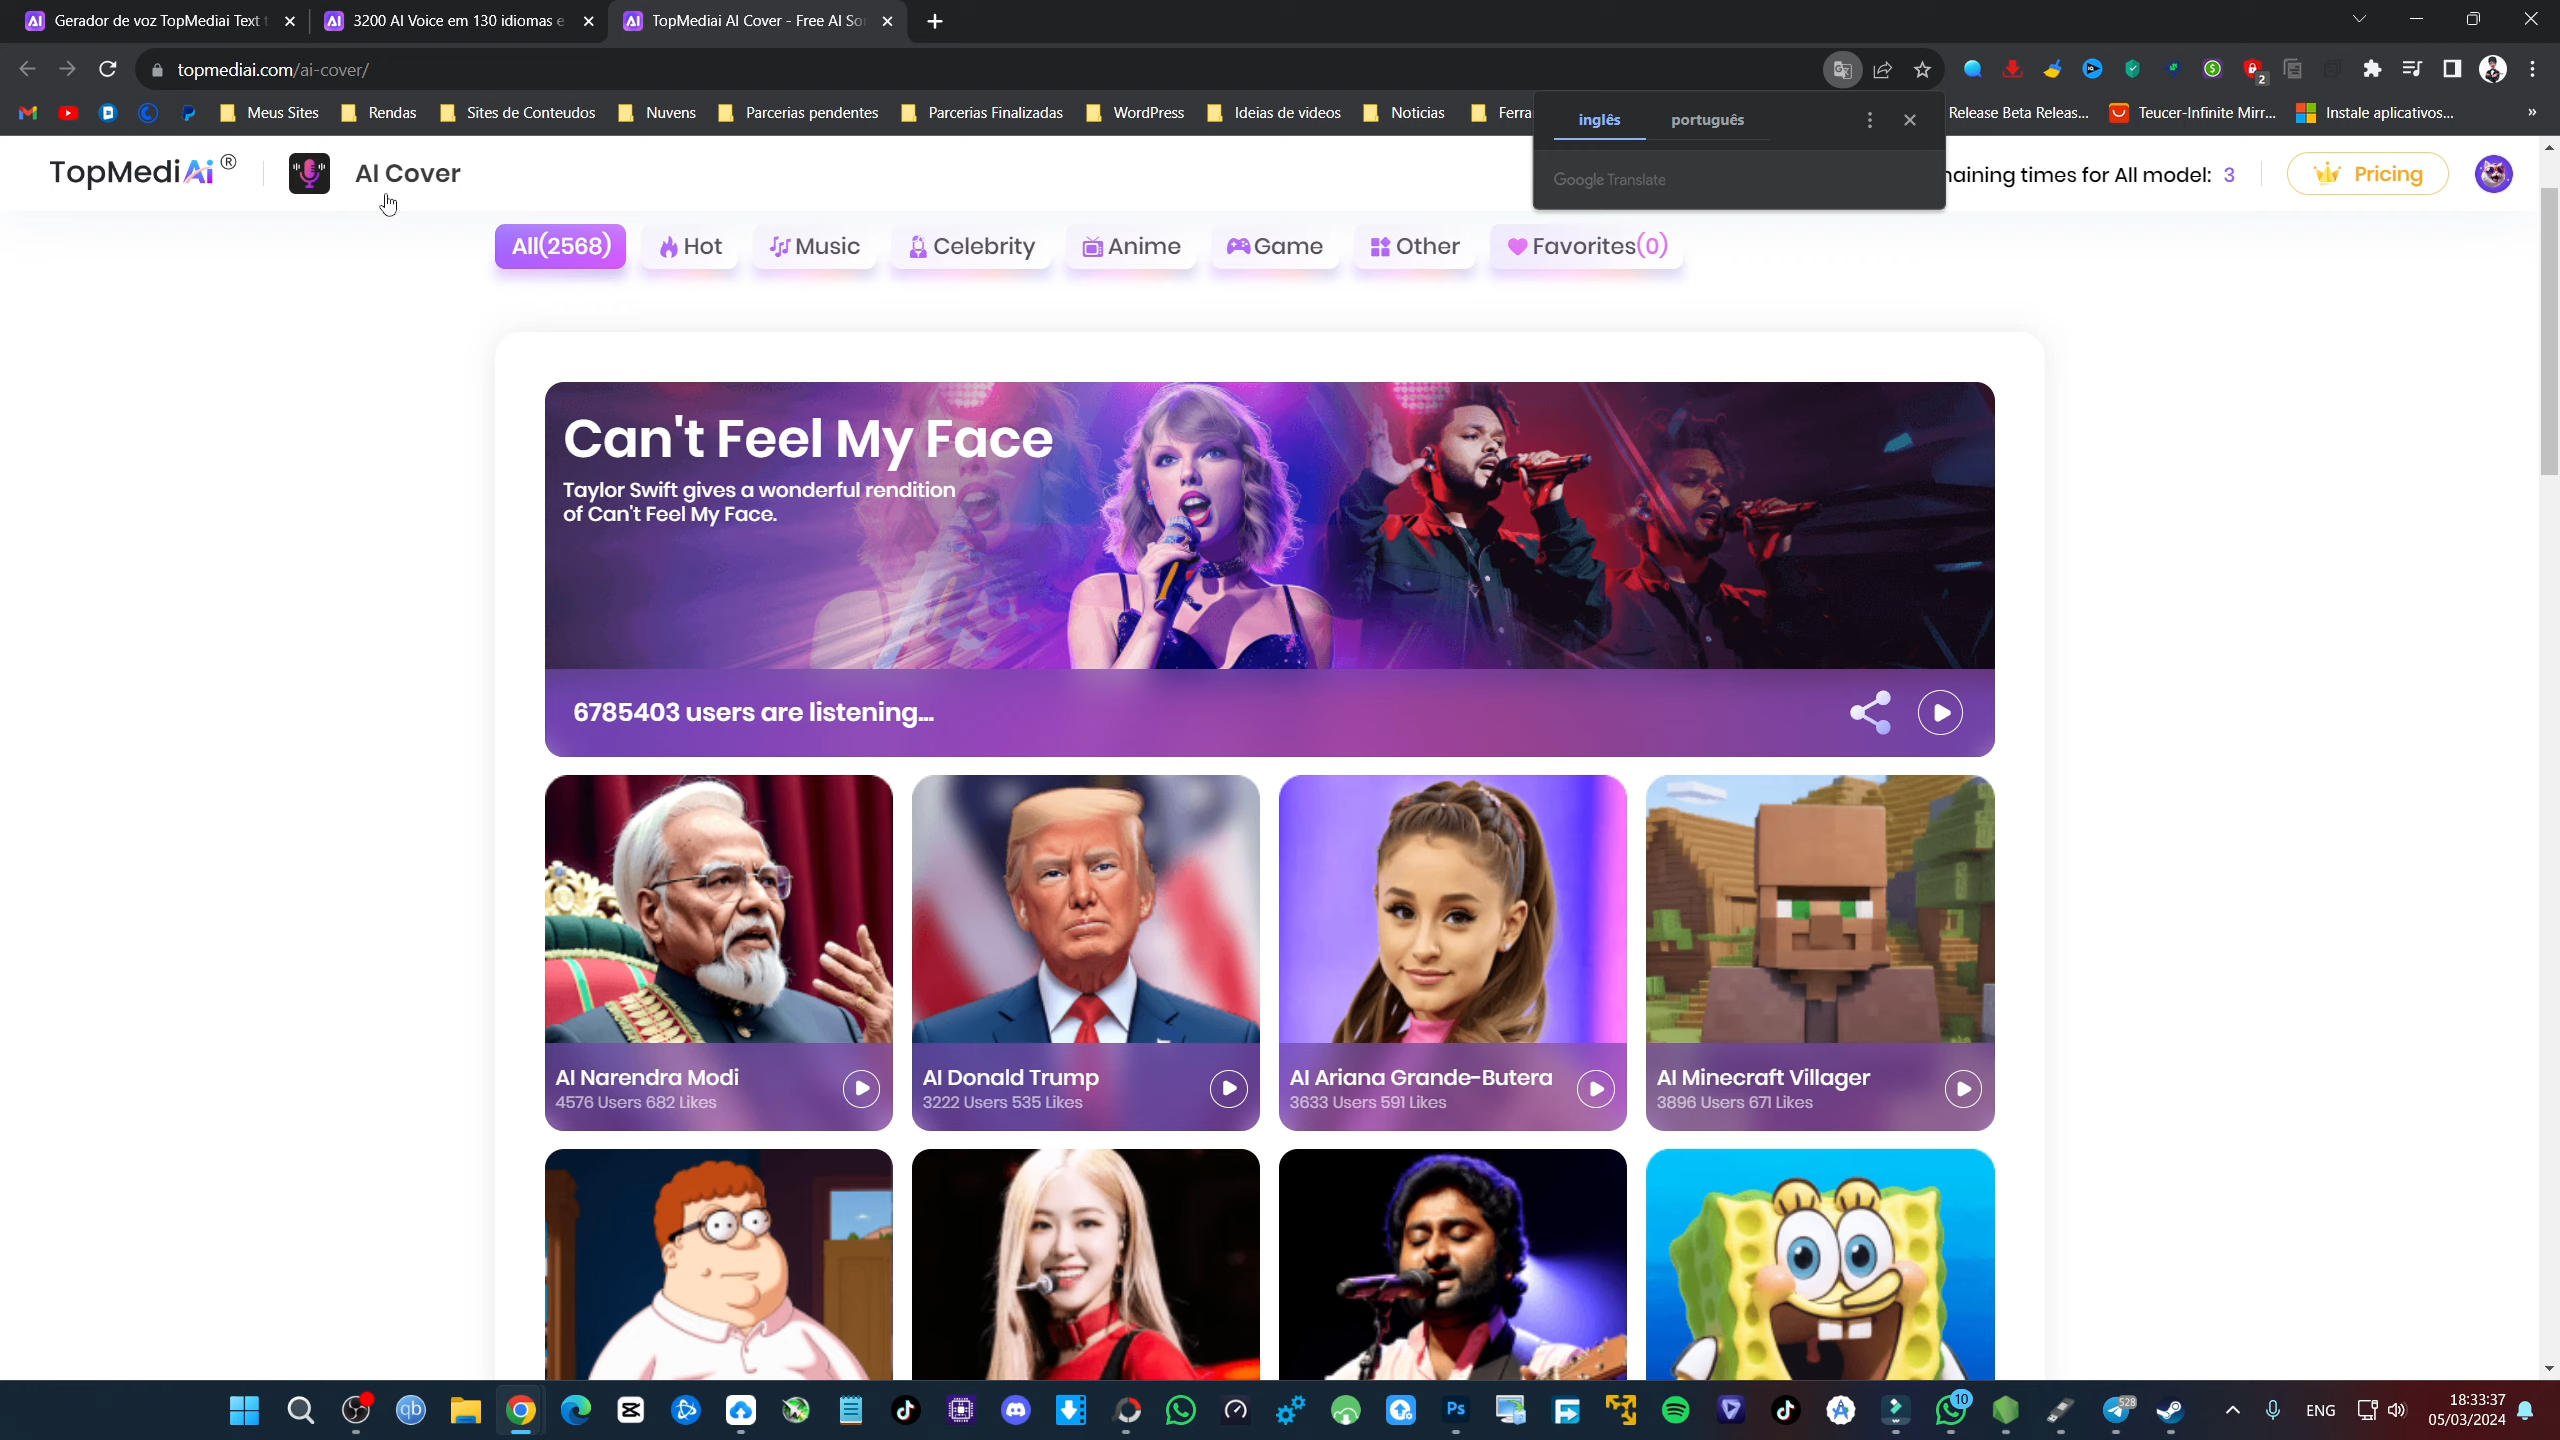 Gerador de voz TopMediai Text t
3200 AI Voice em 130 idiomas e
TopMediai AI Cover - Free AI So
topmediai.com/ai-cover/
2
Meus Sites
Rendas
Sites de Conteudos
Nuvens
Parcerias pendentes
Parcerias Finalizadas
WordPress
Ideias de videos
Noticias
Ferra
Release Beta Releas...
Teucer-Infinite Mirr...
Instale aplicativos...
»
inglês
português
Google Translate
TopMediAi®
AI Cover
naining times for All model: 3
Pricing
All(2568)
Hot
Music
Celebrity
Anime
Game
Other
Favorites(0)
Can't Feel My Face
Taylor Swift gives a wonderful rendition
of Can't Feel My Face.
6785403 users are listening...
AI Narendra Modi
4576 Users 682 Likes
AI Donald Trump
3222 Users 535 Likes
AI Ariana Grande-Butera
3633 Users 591 Likes
AI Minecraft Villager
3896 Users 671 Likes
qb
Ps
10
528
ENG
18:33:37
05/03/2024